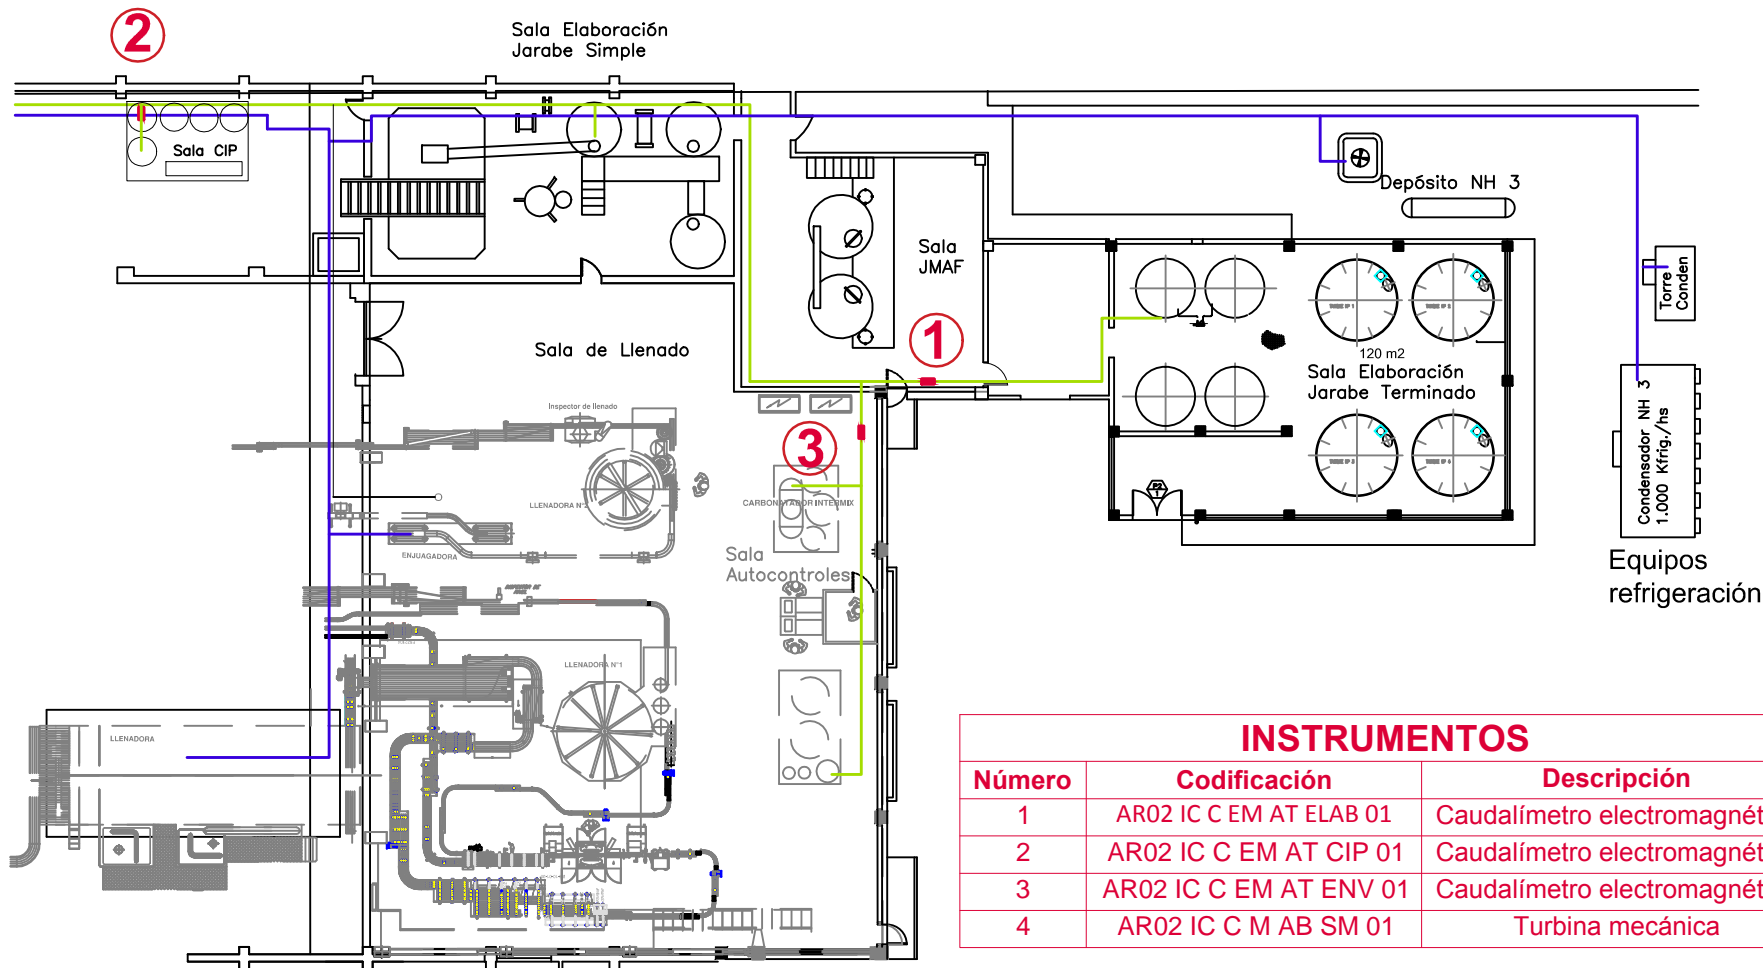 2
Sala Elaboración
Jarabe Simple
Sala CIP
Depósito NH 3
Sala
JMAF
Torre
Conden
1
120 m2
Sala Elaboración
Jarabe Terminado
Sala de Llenado
Inspector de llenado
3
LLENADORA N°2
CARBONATADOR INTERMIX
ENJUAGADORA
Sala
Autocontroles
P2
1
Condensador NH 3
1.000 Kfrig./hs
Equipos
refrigeración
LLENADORA N°1
LLENADORA
INSTRUMENTOS
Número Codificación Descripción
1 AR02 IC C EM AT ELAB 01 Caudalímetro electromagnét
2 AR02 IC C EM AT CIP 01 Caudalímetro electromagnét
3 AR02 IC C EM AT ENV 01 Caudalímetro electromagnét
4 AR02 IC C M AB SM 01 Turbina mecánica